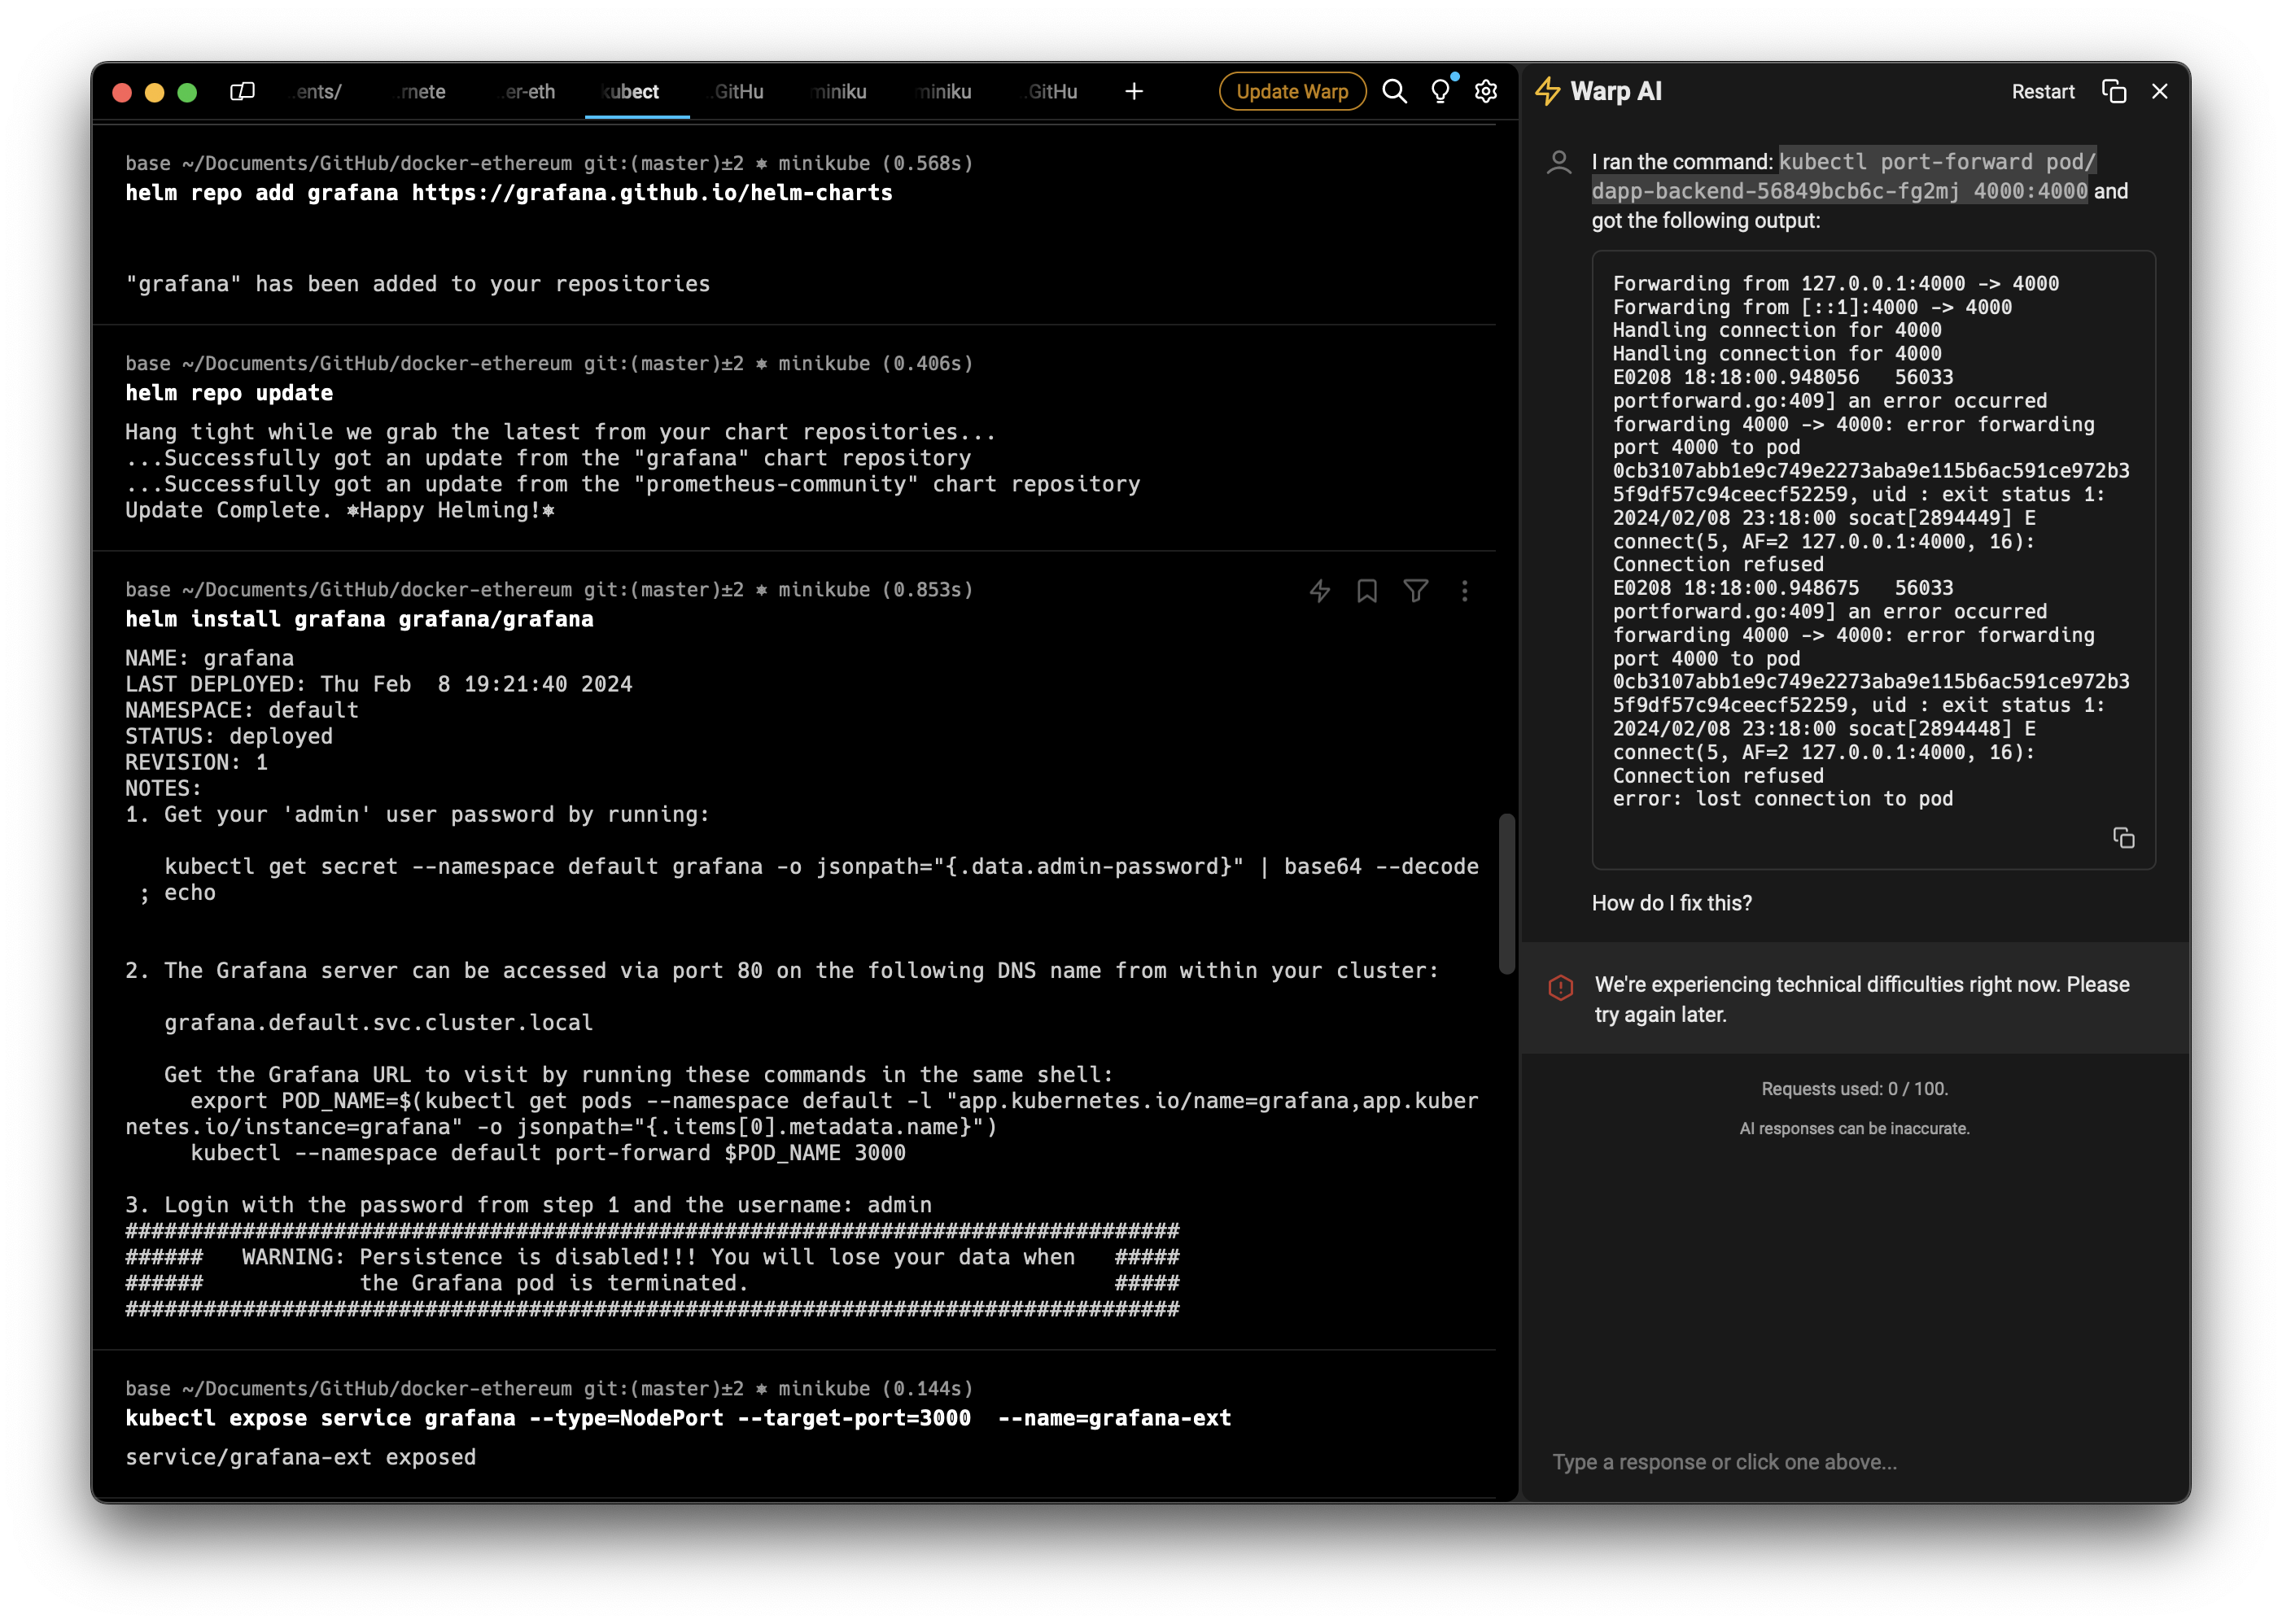 ents/ rnete er-eth kubect GitHu miniku miniku .GitHu + Update Warp
base ~/Documents/GitHub/docker-ethereum git:(master)±2 ⎈ minikube (0.568s)
helm repo add grafana https://grafana.github.io/helm-charts
"grafana" has been added to your repositories
base ~/Documents/GitHub/docker-ethereum git:(master)±2 ⎈ minikube (0.406s)
helm repo update
Hang tight while we grab the latest from your chart repositories...
...Successfully got an update from the "grafana" chart repository
...Successfully got an update from the "prometheus-community" chart repository
Update Complete. ⎈Happy Helming!⎈
base ~/Documents/GitHub/docker-ethereum git:(master)±2 ⎈ minikube (0.853s)
helm install grafana grafana/grafana
NAME: grafana
LAST DEPLOYED: Thu Feb  8 19:21:40 2024
NAMESPACE: default
STATUS: deployed
REVISION: 1
NOTES:
1. Get your 'admin' user password by running:
kubectl get secret --namespace default grafana -o jsonpath="{.data.admin-password}" | base64 --decode
; echo
2. The Grafana server can be accessed via port 80 on the following DNS name from within your cluster:
grafana.default.svc.cluster.local
Get the Grafana URL to visit by running these commands in the same shell:
export POD_NAME=$(kubectl get pods --namespace default -l "app.kubernetes.io/name=grafana,app.kuber
netes.io/instance=grafana" -o jsonpath="{.items[0].metadata.name}")
kubectl --namespace default port-forward $POD_NAME 3000
3. Login with the password from step 1 and the username: admin
#################################################################################
######   WARNING: Persistence is disabled!!! You will lose your data when   #####
######            the Grafana pod is terminated.                            #####
#################################################################################
base ~/Documents/GitHub/docker-ethereum git:(master)±2 ⎈ minikube (0.144s)
kubectl expose service grafana --type=NodePort --target-port=3000  --name=grafana-ext
service/grafana-ext exposed
Warp AI Restart
I ran the command: kubectl port-forward pod/
dapp-backend-56849bcb6c-fg2mj 4000:4000 and
got the following output:
Forwarding from 127.0.0.1:4000 -> 4000
Forwarding from [::1]:4000 -> 4000
Handling connection for 4000
Handling connection for 4000
E0208 18:18:00.948056   56033
portforward.go:409] an error occurred
forwarding 4000 -> 4000: error forwarding
port 4000 to pod
0cb3107abb1e9c749e2273aba9e115b6ac591ce972b3
5f9df57c94ceecf52259, uid : exit status 1:
2024/02/08 23:18:00 socat[2894449] E
connect(5, AF=2 127.0.0.1:4000, 16):
Connection refused
E0208 18:18:00.948675   56033
portforward.go:409] an error occurred
forwarding 4000 -> 4000: error forwarding
port 4000 to pod
0cb3107abb1e9c749e2273aba9e115b6ac591ce972b3
5f9df57c94ceecf52259, uid : exit status 1:
2024/02/08 23:18:00 socat[2894448] E
connect(5, AF=2 127.0.0.1:4000, 16):
Connection refused
error: lost connection to pod
How do I fix this?
We're experiencing technical difficulties right now. Please
try again later.
Requests used: 0 / 100.
AI responses can be inaccurate.
Type a response or click one above...